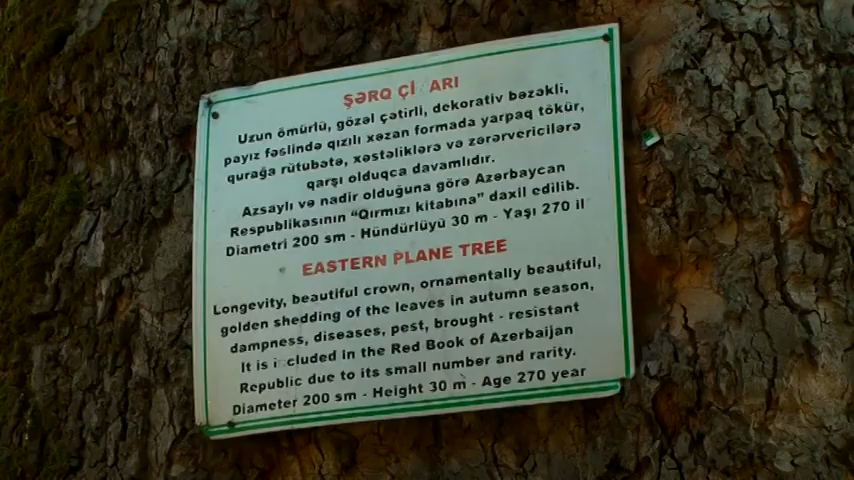 ŞƏRQ ÇİNARI
Uzun ömürlü, gözəl çətirli, dekorativ bəzəkli,
payız fəslində qızılı xəzan formada yarpaq tökür,
qurağa rütubətə, xəstəliklərə və zərərvericilərə
qarşı olduqca davamlıdır.
Azsaylı və nadir olduğuna görə Azərbaycan
Respublikasının "Qırmızı kitabına" daxil edilib.
Diametri 200 sm - Hündürlüyü 30 m - Yaşı 270 il
EASTERN PLANE TREE
Longevity, beautiful crown, ornamentally beautiful,
golden shedding of the leaves in autumn season,
dampness, diseases, pest, brought - resistant
It is included in the Red Book of Azerbaijan
Republic due to its small number and rarity.
Diametr 200 sm - Height 30 m - Age 270 year